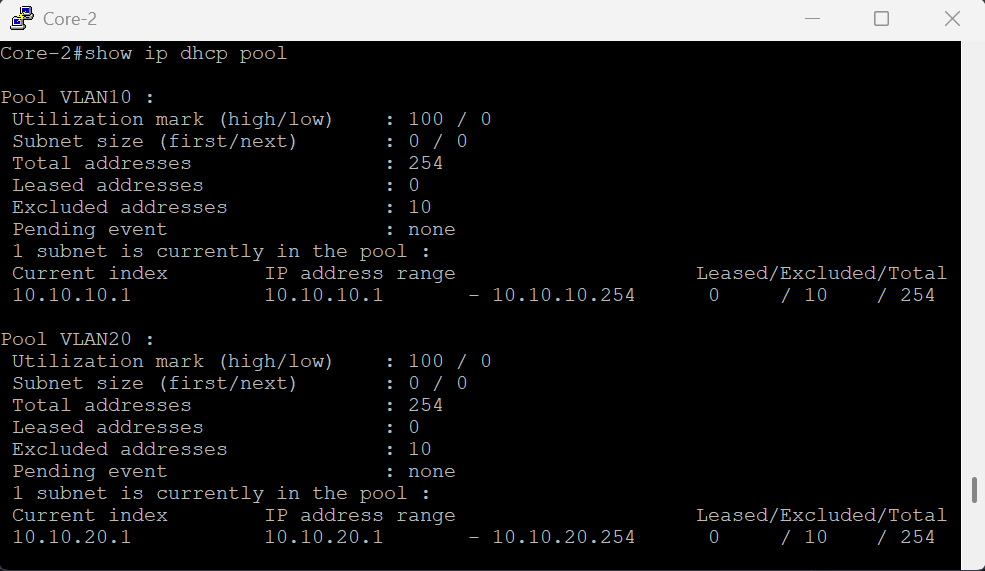 Core-2
Core-2#show ip dhcp pool
Pool VLAN10 :
Utilization mark (high/low)    : 100 / 0
Subnet size (first/next)       : 0 / 0
Total addresses                : 254
Leased addresses               : 0
Excluded addresses             : 10
Pending event                  : none
1 subnet is currently in the pool :
Current index        IP address range                    Leased/Excluded/Total
10.10.10.1           10.10.10.1       - 10.10.10.254      0     / 10    / 254
Pool VLAN20 :
Utilization mark (high/low)    : 100 / 0
Subnet size (first/next)       : 0 / 0
Total addresses                : 254
Leased addresses               : 0
Excluded addresses             : 10
Pending event                  : none
1 subnet is currently in the pool :
Current index        IP address range                    Leased/Excluded/Total
10.10.20.1           10.10.20.1       - 10.10.20.254      0     / 10    / 254